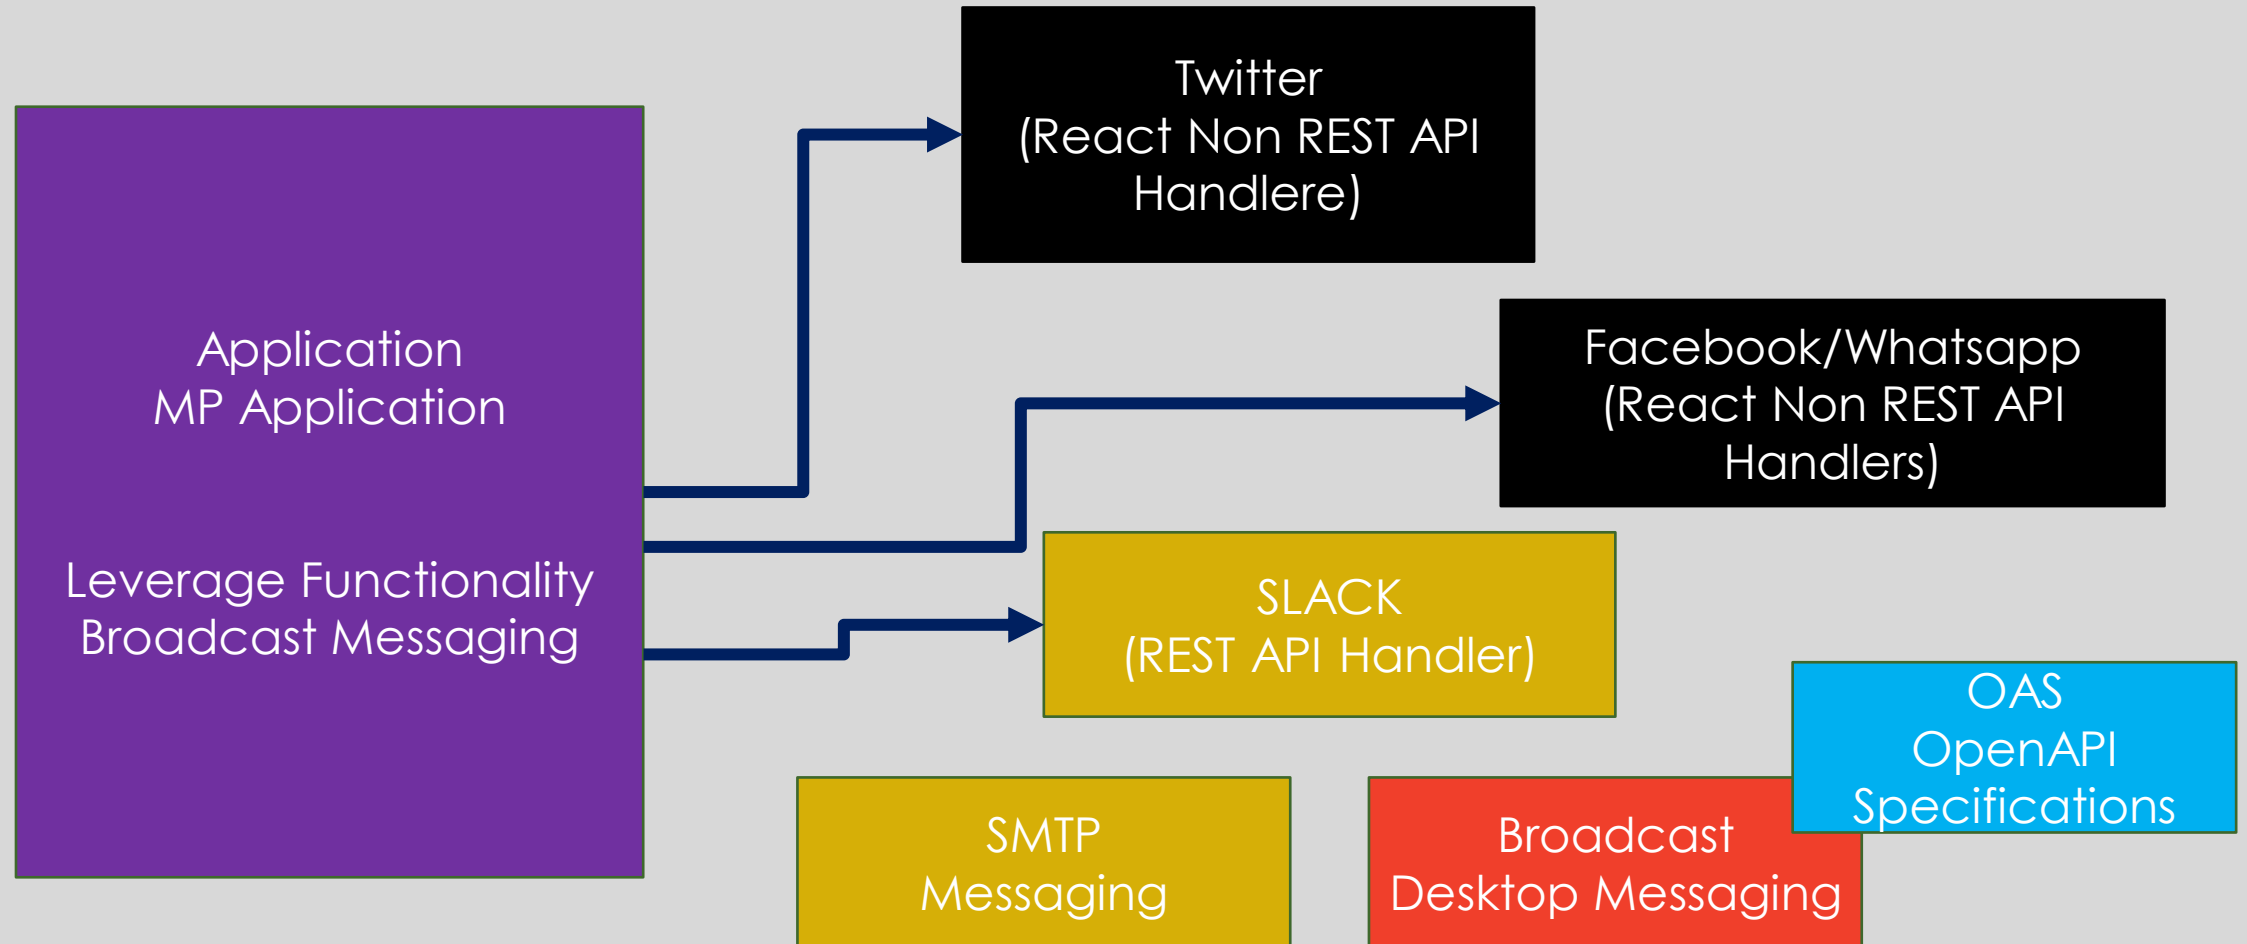 Application
MP Application
Leverage Functionality
Broadcast Messaging
Twitter
(React Non REST API
Handlere)
Facebook/Whatsapp
(React Non REST API
Handlers)
SLACK
(REST API Handler)
OAS
OpenAPI
Specifications
SMTP
Messaging
Broadcast
Desktop Messaging